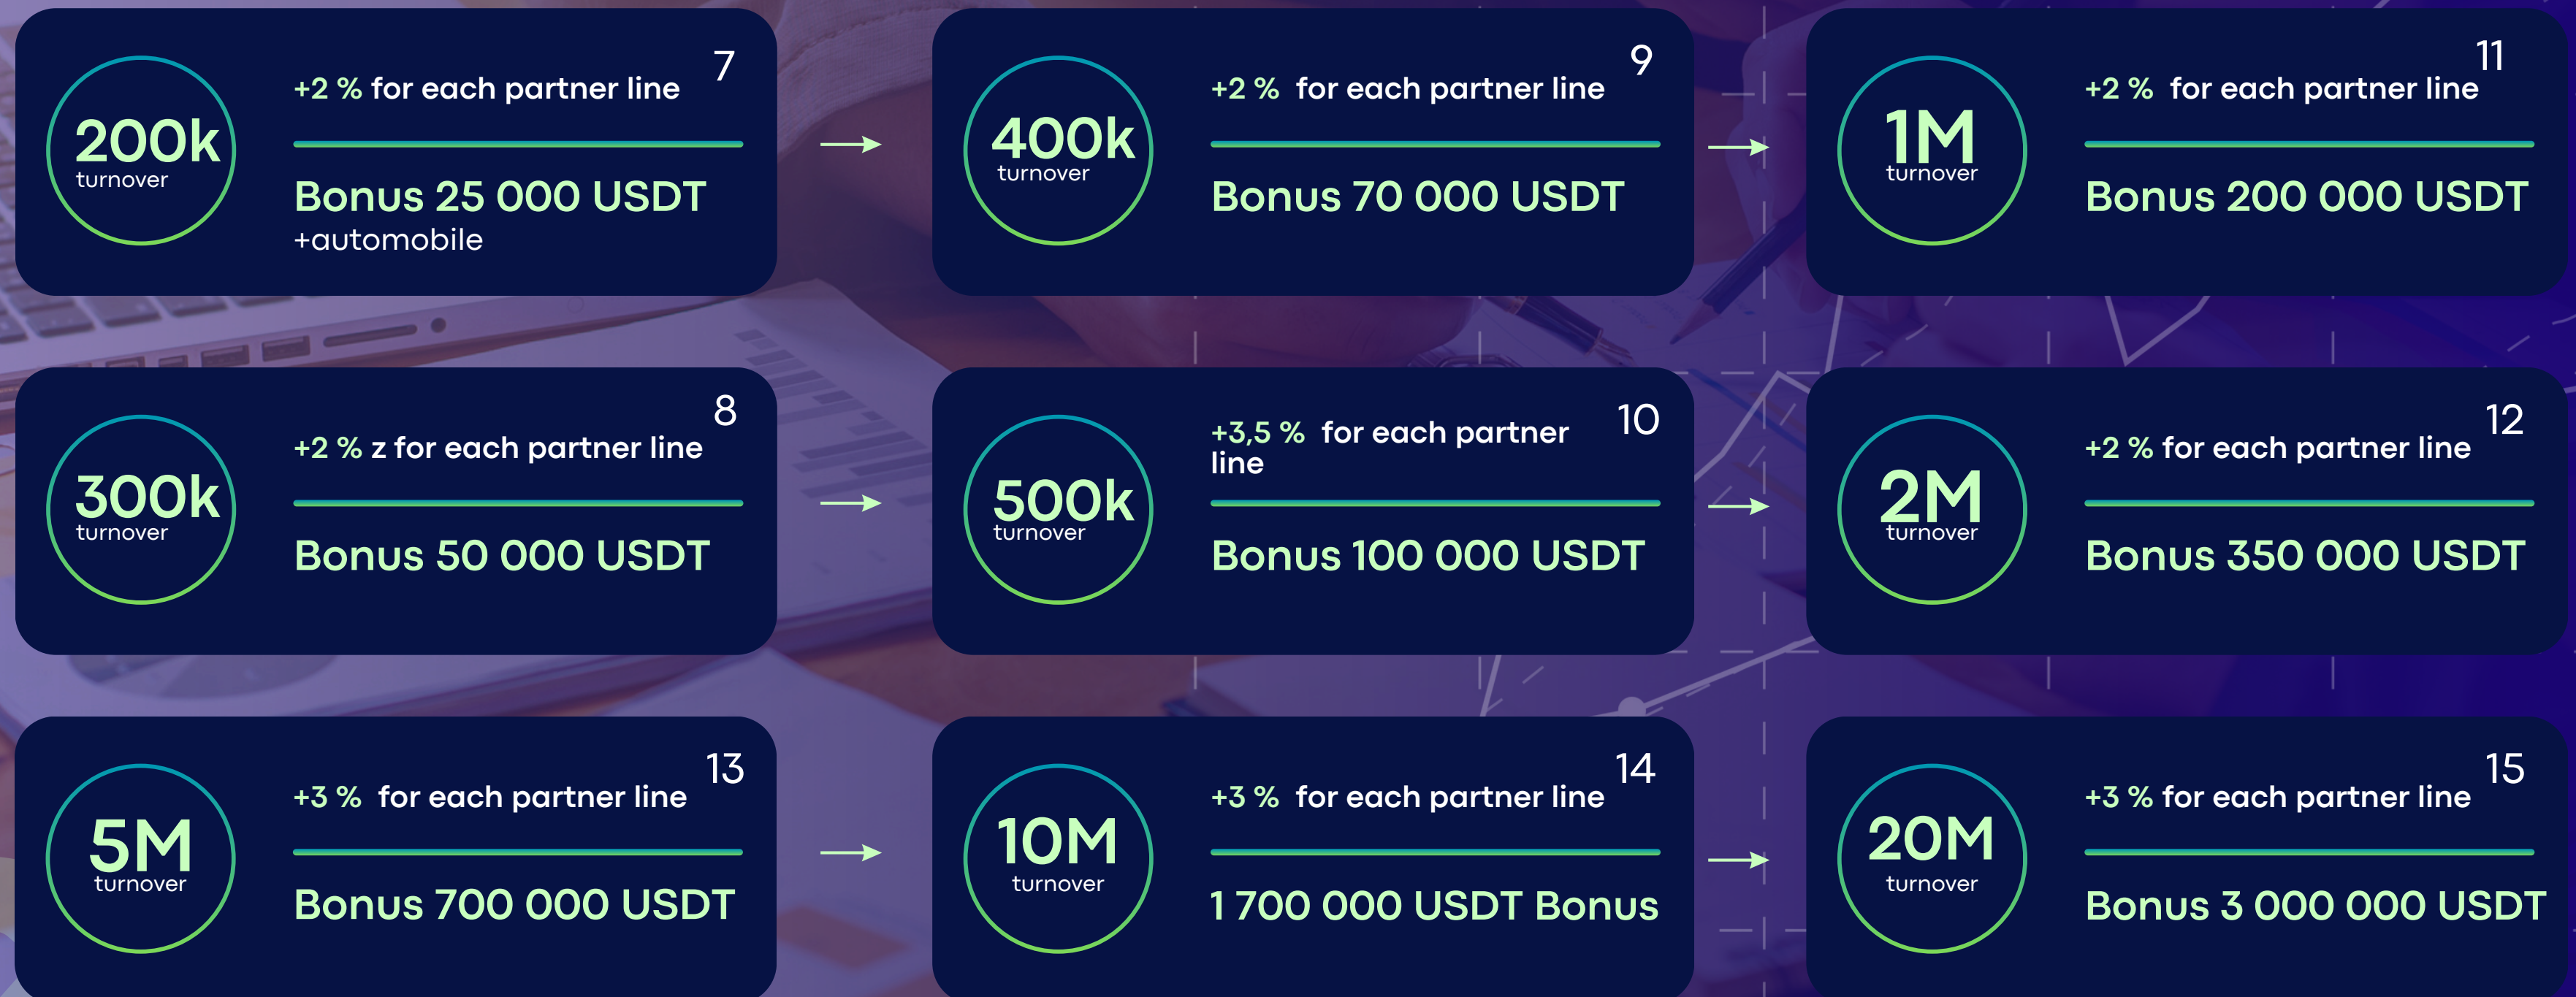 7
+2 % for each partner line
200k
turnover
Bonus 25 000 USDT
+automobile
9
+2 % for each partner line
400k
turnover
Bonus 70 000 USDT
11
+2 % for each partner line
1M
turnover
Bonus 200 000 USDT
8
+2 % z for each partner line
300k
turnover
Bonus 50 000 USDT
10
+3,5 % for each partner
line
500k
turnover
Bonus 100 000 USDT
12
+2 % for each partner line
2M
turnover
Bonus 350 000 USDT
13
+3 % for each partner line
5M
turnover
Bonus 700 000 USDT
14
+3 % for each partner line
10M
turnover
1 700 000 USDT Bonus
15
+3 % for each partner line
20M
turnover
Bonus 3 000 000 USDT